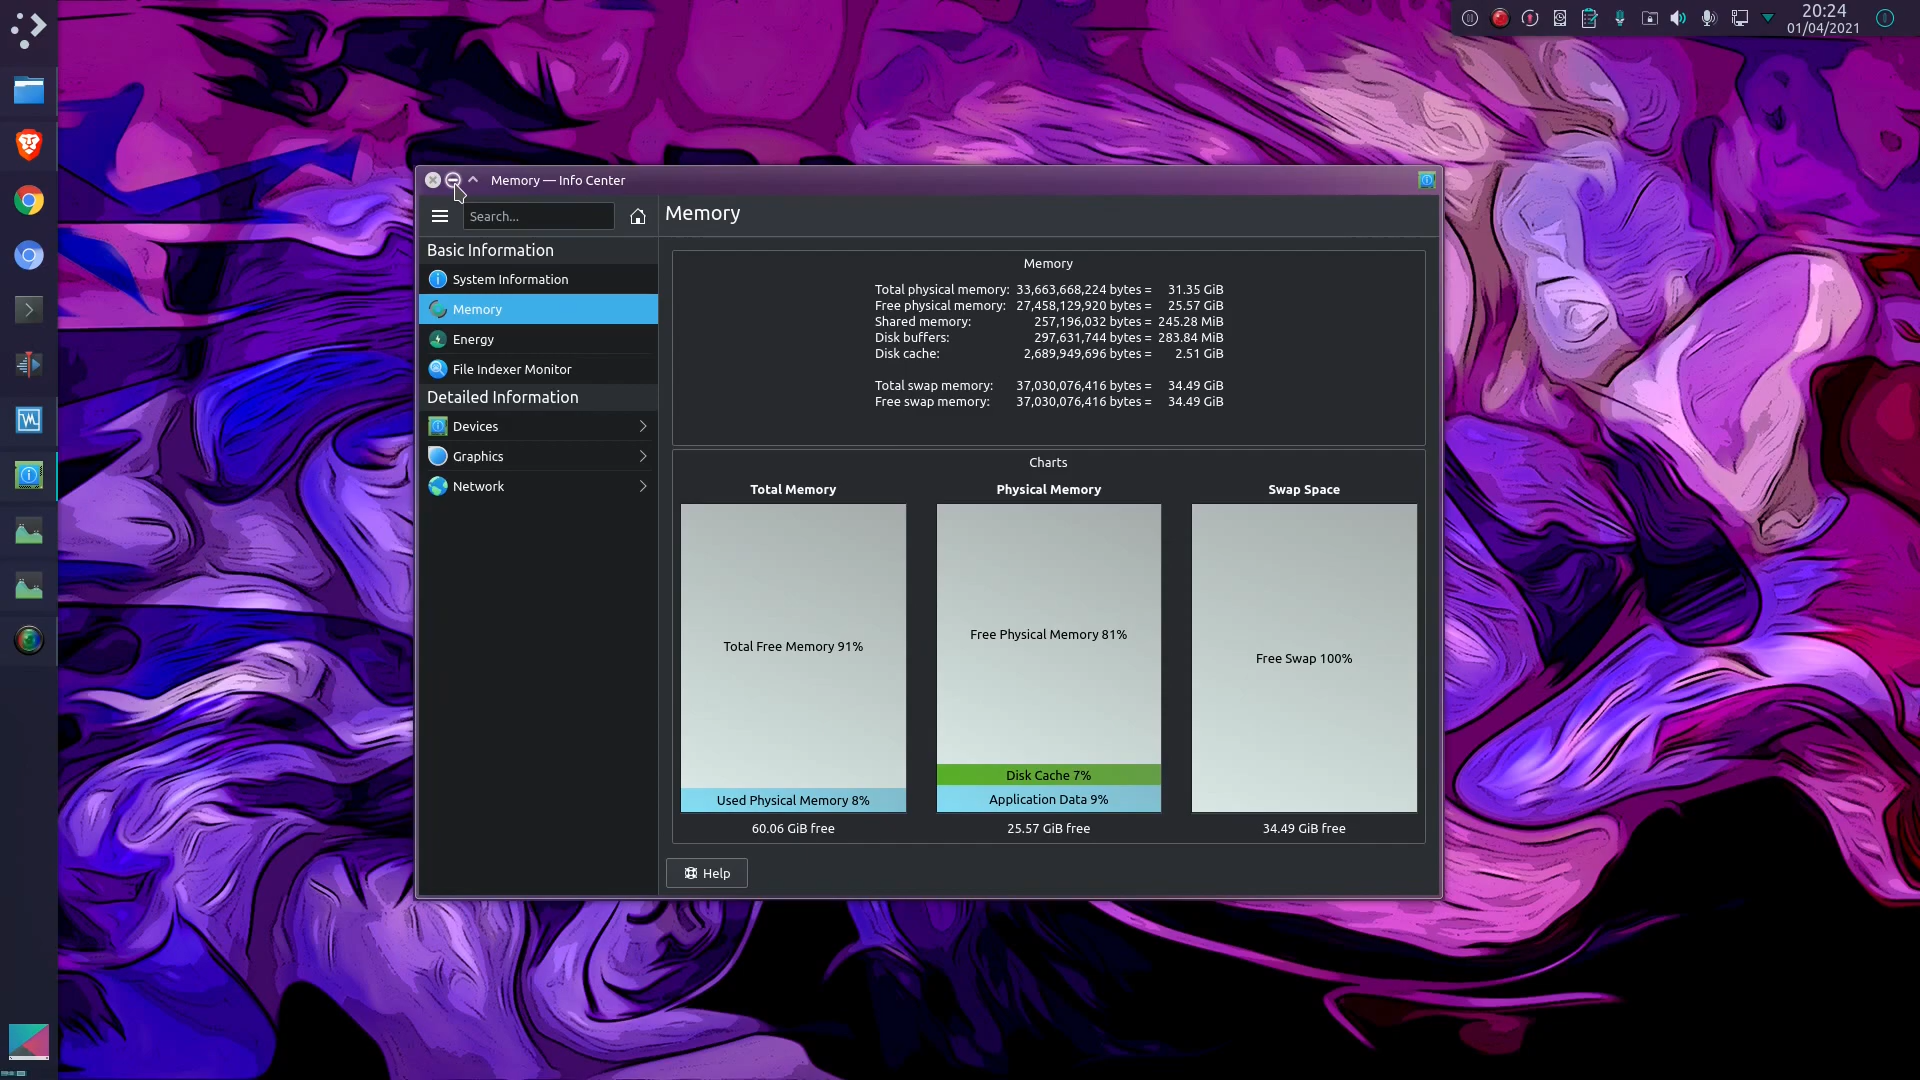 20:24
01/04/2021
Memory — Info Center
Search...
Memory
Basic Information
System Information
Memory
Energy
File Indexer Monitor
Detailed Information
Devices
Graphics
Network
Memory
Total physical memory: 33,663,668,224 bytes = 31.35 GiB
Free physical memory: 27,458,129,920 bytes = 25.57 GiB
Shared memory: 257,196,032 bytes = 245.28 MiB
Disk buffers: 297,631,744 bytes = 283.84 MiB
Disk cache: 2,689,949,696 bytes = 2.51 GiB
Total swap memory: 37,030,076,416 bytes = 34.49 GiB
Free swap memory: 37,030,076,416 bytes = 34.49 GiB
Charts
Total Memory
Total Free Memory 91%
Used Physical Memory 8%
60.06 GiB free
Physical Memory
Free Physical Memory 81%
Disk Cache 7%
Application Data 9%
25.57 GiB free
Swap Space
Free Swap 100%
34.49 GiB free
Help